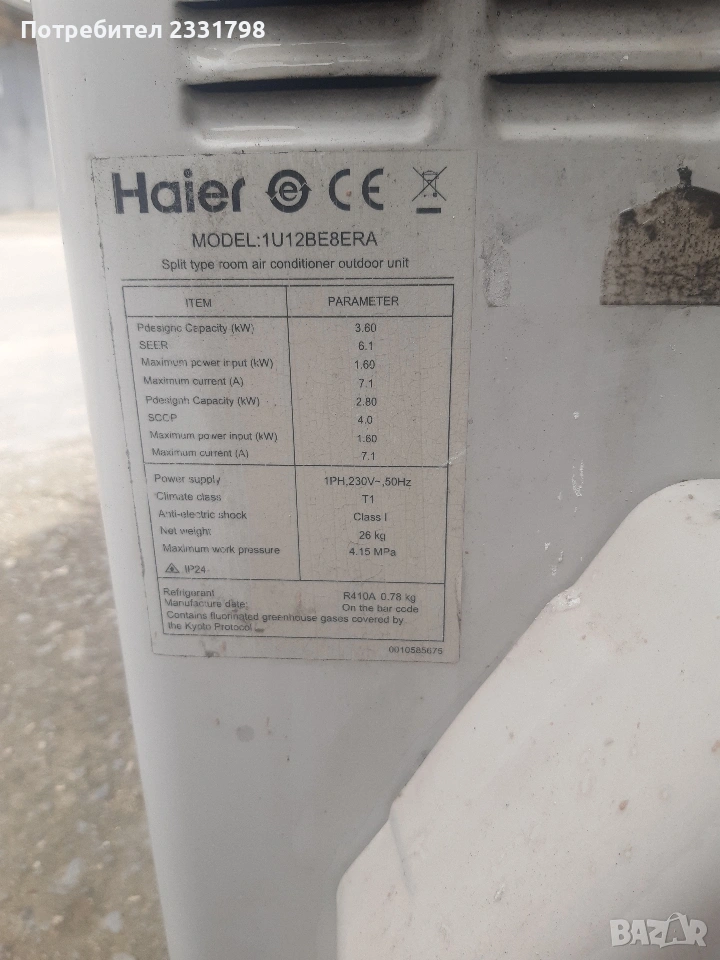 Потребител 2331798
Haier e CE
MODEL:1U12BE8ERA
Split type room air conditioner outdoor unit
ITEM PARAMETER
Pdesignc Capacity (kW) 3.60
SEER 6.1
Maximum power input (kW) 1.60
Maximum current (A) 7.1
Pdesignh Capacity (kW) 2.80
SCOP 4.0
Maximum power input (kW) 1.60
Maximum current (A) 7.1
Power supply 1PH,230V~,50Hz
Climate class T1
Anti-electric shock Class I
Net weight 26 kg
Maximum work pressure 4.15 MPa
IP24
Refrigerant R410A 0.78 kg
Manufacture date: On the bar code
Contains fluorinated greenhouse gases covered by
the Kyoto Protocol
0010585675
BAZAR